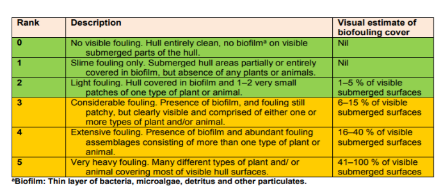 Rank Description Visual estimate of
biofouling cover
0 No visible fouling. Hull entirely clean, no biofilmᵃ on visible Nil
submerged parts of the hull.
1 Slime fouling only. Submerged hull areas partially or entirely Nil
covered in biofilm, but absence of any plants or animals.
2 Light fouling. Hull covered in biofilm and 1–2 very small 1–5 % of visible
patches of one type of plant or animal. submerged surfaces
3 Considerable fouling. Presence of biofilm, and fouling still 6–15 % of visible
patchy, but clearly visible and comprised of either one or submerged surfaces
more types of plant and/or animal.
4 Extensive fouling. Presence of biofilm and abundant fouling 16–40 % of visible
assemblages consisting of more than one type of plant or submerged surfaces
animal.
5 Very heavy fouling. Many different types of plant and/ or 41–100 % of visible
animal covering most of visible hull surfaces. submerged surfaces
ᵃBiofilm: Thin layer of bacteria, microalgae, detritus and other particulates.